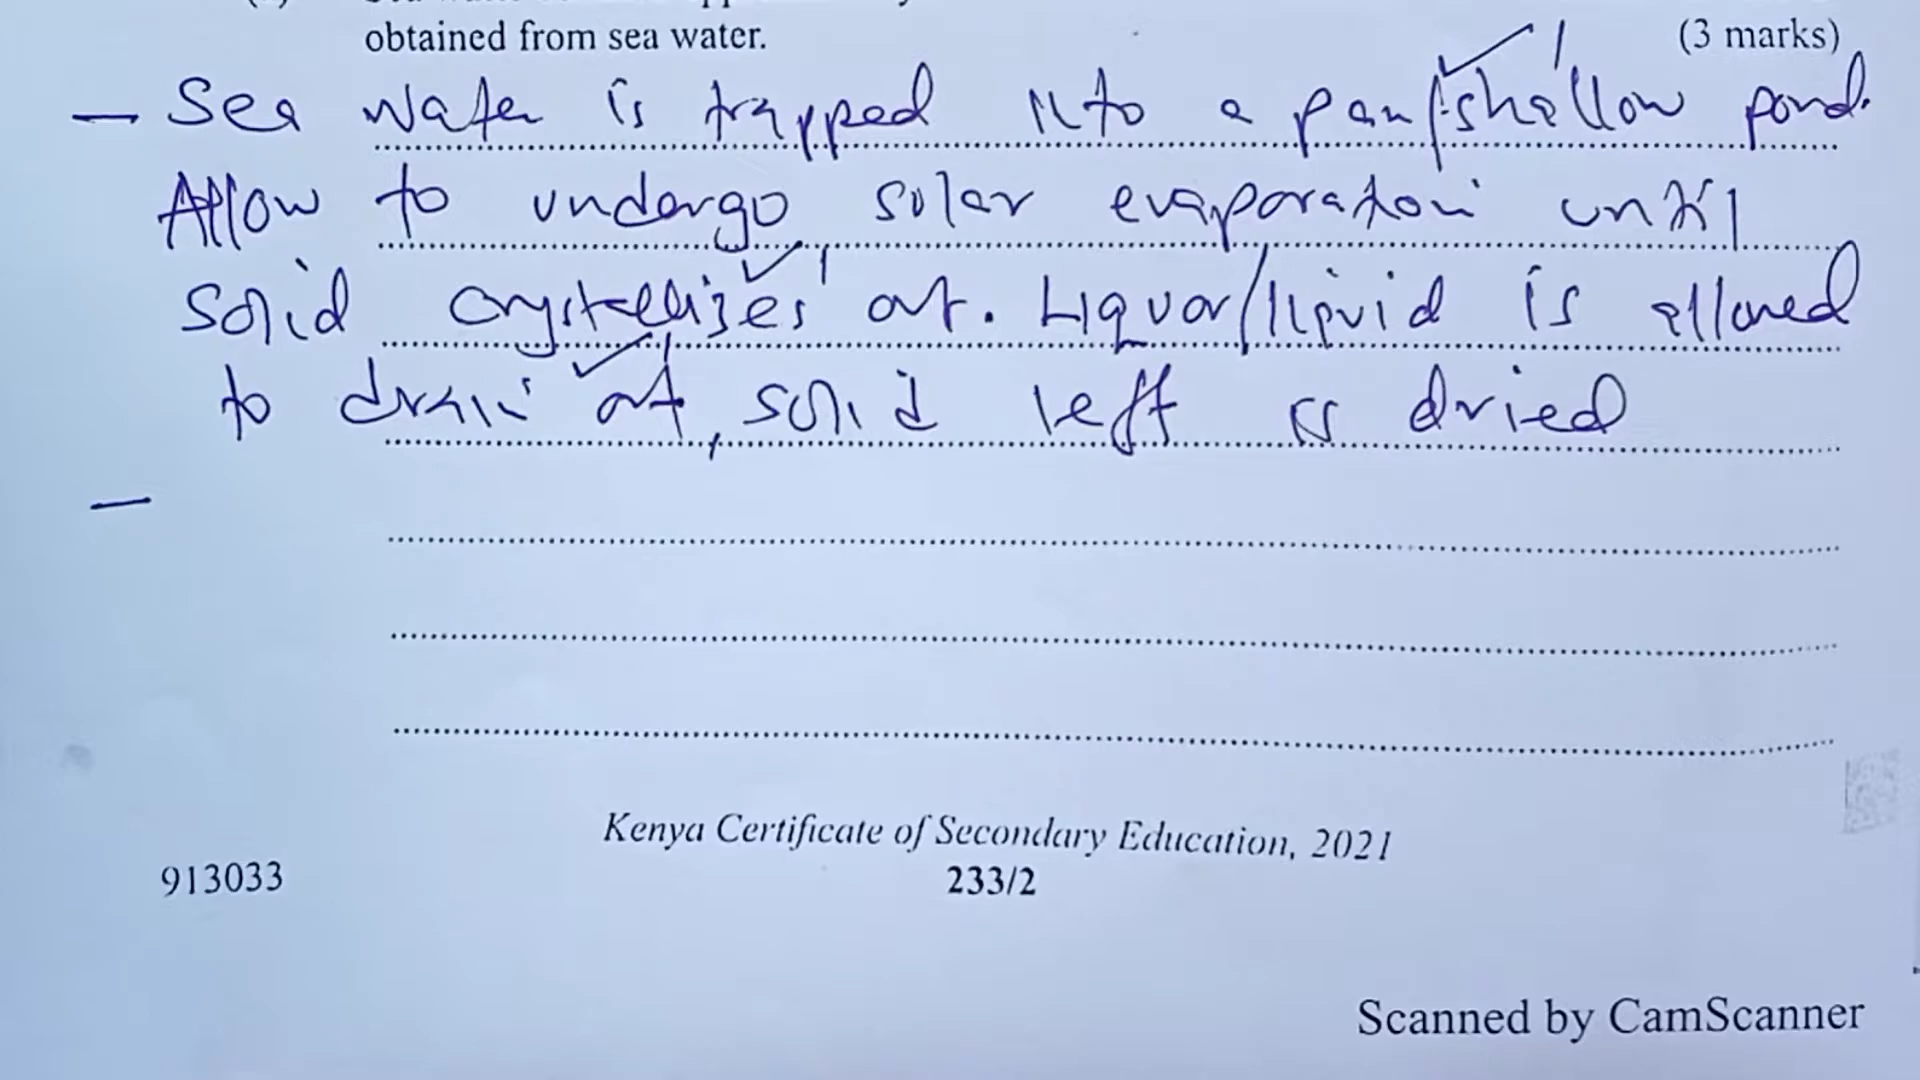 obtained from sea water. (3 marks)
- Sea water is trapped into a pan/shallow pond.
Allow to undergo solar evaporation until
solid crystallizes out. Liquor/liquid is allowed
to drain out, solid left is dried
-
Kenya Certificate of Secondary Education, 2021
913033 233/2
Scanned by CamScanner